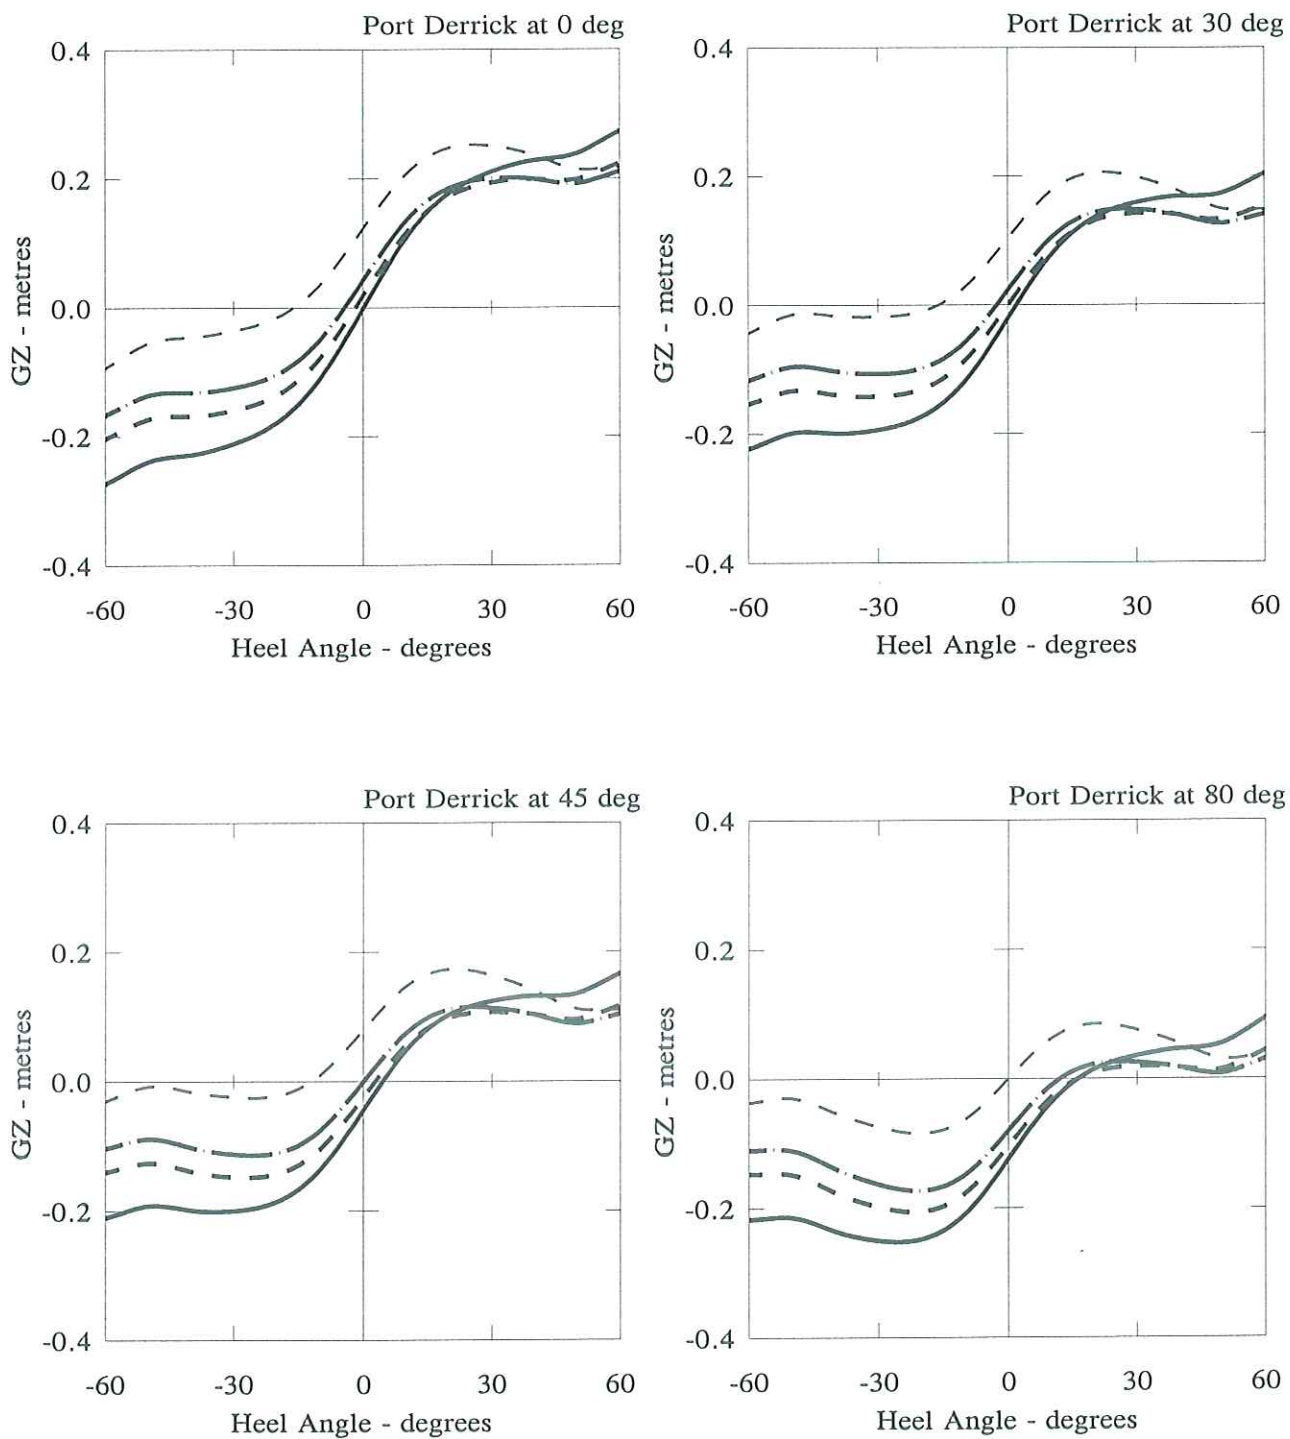 Port Derrick at 0 deg
0.4
0.2
0.0
-0.2
-0.4
GZ - metres
-60 -30 0 30 60
Heel Angle - degrees
Port Derrick at 30 deg
0.4
0.2
0.0
-0.2
-0.4
GZ - metres
-60 -30 0 30 60
Heel Angle - degrees
Port Derrick at 45 deg
0.4
0.2
0.0
-0.2
-0.4
GZ - metres
-60 -30 0 30 60
Heel Angle - degrees
Port Derrick at 80 deg
0.4
0.2
0.0
-0.2
-0.4
GZ - metres
-60 -30 0 30 60
Heel Angle - degrees